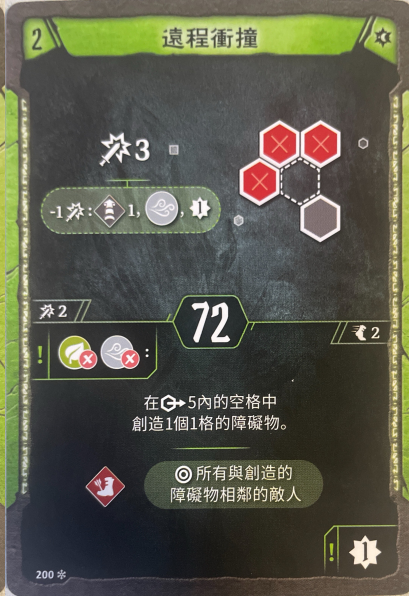 2 遠程衝撞
3
-1 : 1, , 1
2
72
2
! :
在 5內的空格中
創造1個1格的障礙物。
所有與創造的
障礙物相鄰的敵人
! 1
200